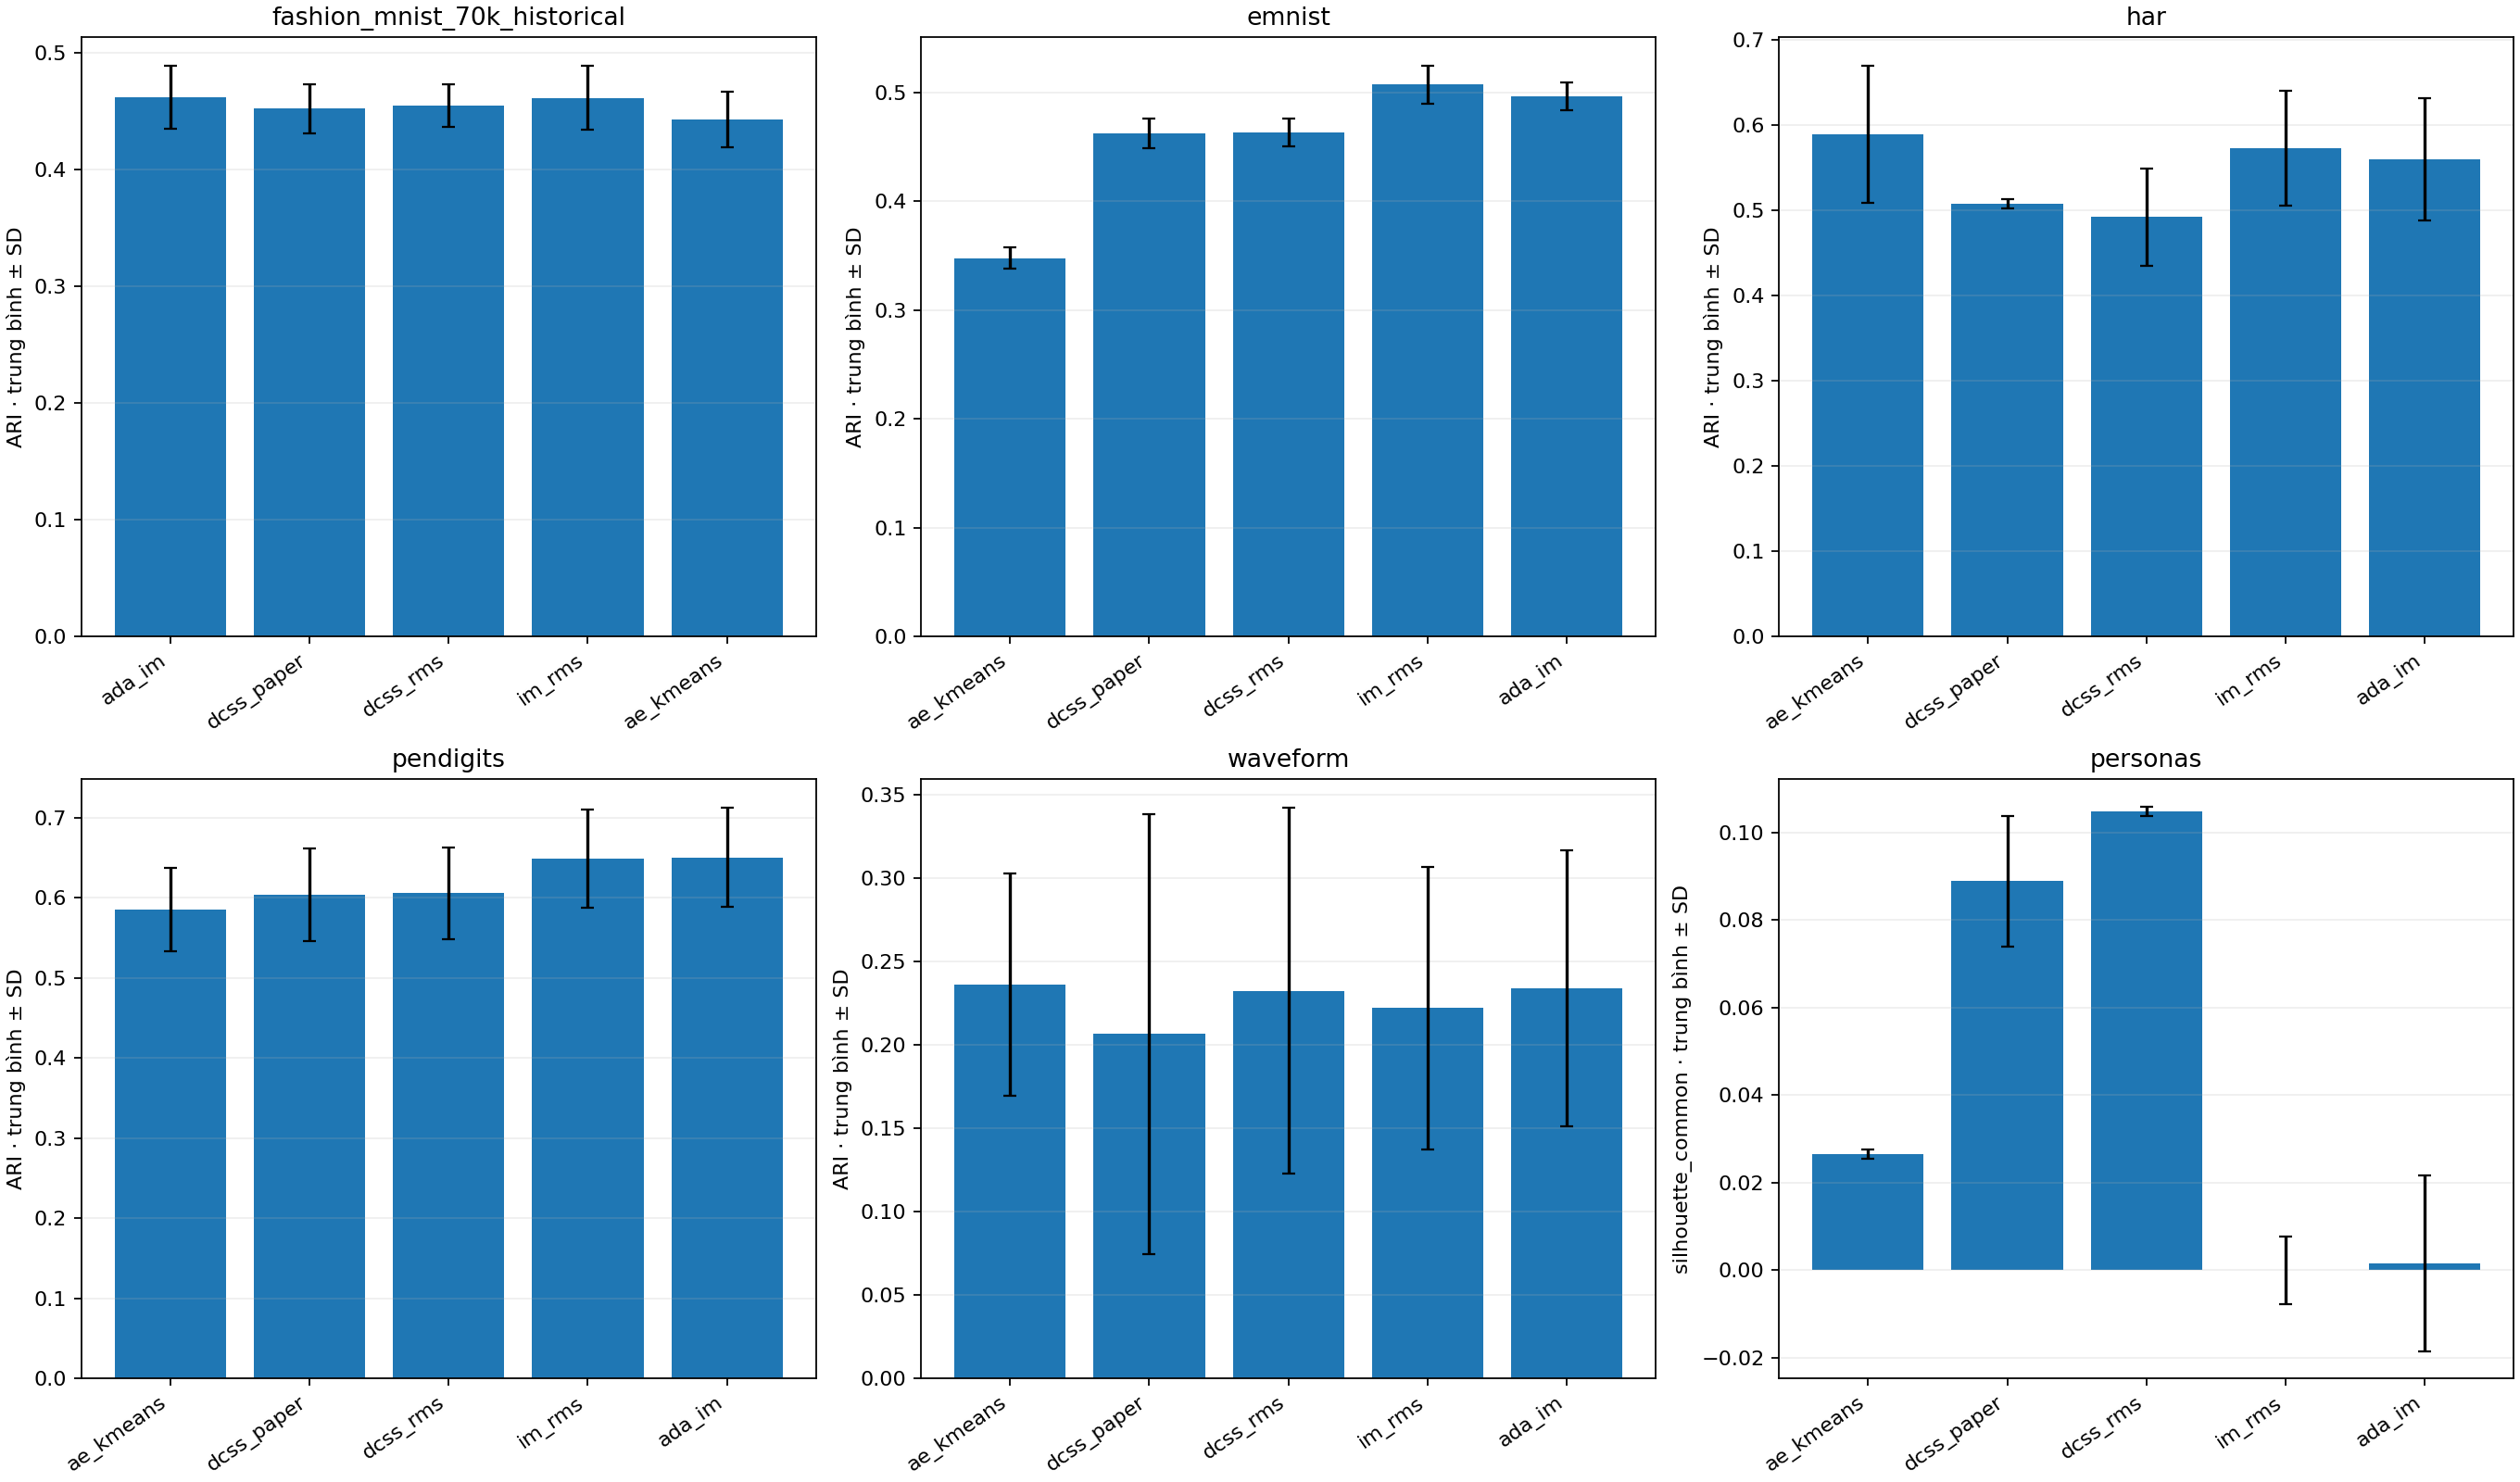 fashion_mnist_70k_historical
ARI · trung bình ± SD
0.5
0.4
0.3
0.2
0.1
0.0
ada_im
dcss_paper
dcss_rms
im_rms
ae_kmeans
emnist
ARI · trung bình ± SD
0.5
0.4
0.3
0.2
0.1
0.0
ae_kmeans
dcss_paper
dcss_rms
im_rms
ada_im
har
ARI · trung bình ± SD
0.7
0.6
0.5
0.4
0.3
0.2
0.1
0.0
ae_kmeans
dcss_paper
dcss_rms
im_rms
ada_im
pendigits
ARI · trung bình ± SD
0.7
0.6
0.5
0.4
0.3
0.2
0.1
0.0
ae_kmeans
dcss_paper
dcss_rms
im_rms
ada_im
waveform
ARI · trung bình ± SD
0.35
0.30
0.25
0.20
0.15
0.10
0.05
0.00
ae_kmeans
dcss_paper
dcss_rms
im_rms
ada_im
personas
silhouette_common · trung bình ± SD
0.10
0.08
0.06
0.04
0.02
0.00
−0.02
ae_kmeans
dcss_paper
dcss_rms
im_rms
ada_im